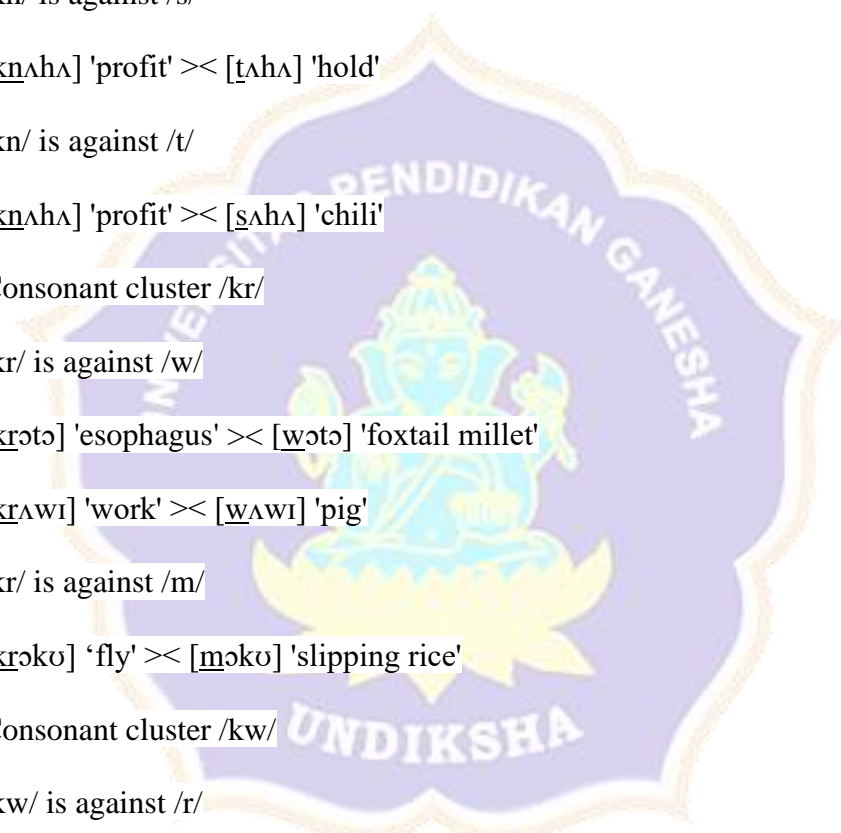 kn/ is against /s/
knʌhʌ] 'profit' >< [tʌhʌ] 'hold'
kn/ is against /t/
knʌhʌ] 'profit' >< [sʌhʌ] 'chili'
Consonant cluster /kr/
kr/ is against /w/
krɔtɔ] 'esophagus' >< [wɔtɔ] 'foxtail millet'
krʌwɪ] 'work' >< [wʌwɪ] 'pig'
kr/ is against /m/
krɔkʊ] ‘fly' >< [mɔkʊ] 'slipping rice'
Consonant cluster /kw/
kw/ is against /r/
UNIVERSITAS PENDIDIKAN GANESHA
UNDIKSHA